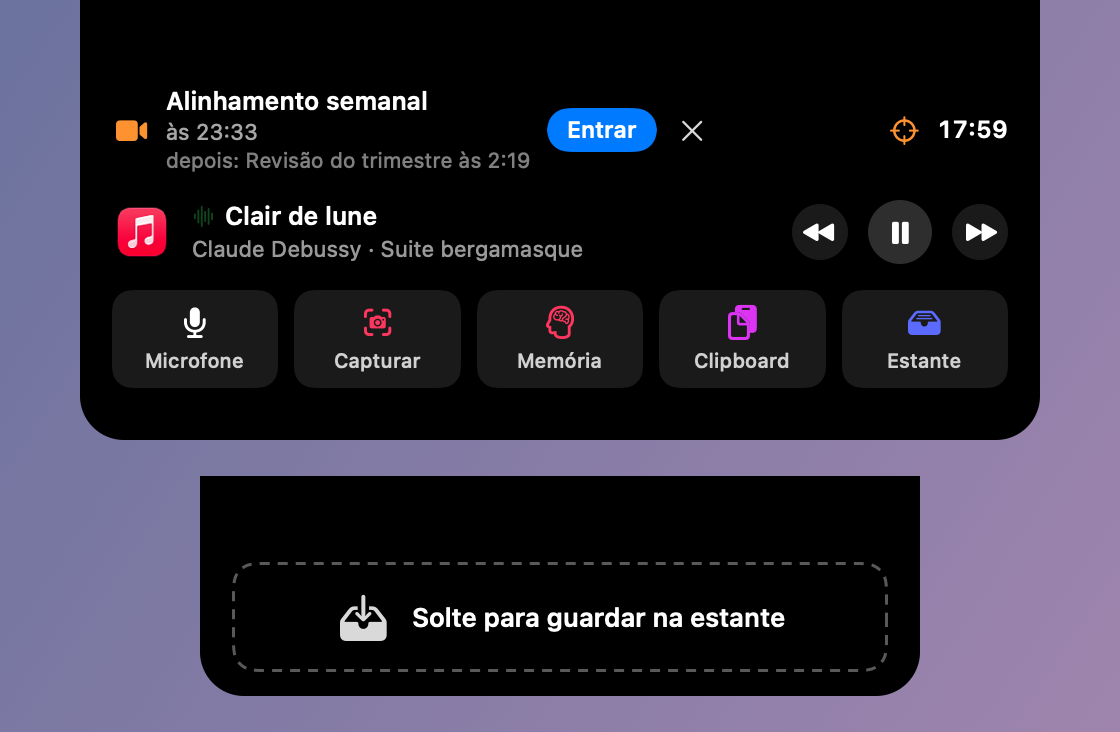 Alinhamento semanal
às 23:33
depois: Revisão do trimestre às 2:19
Entrar
17:59
Clair de lune
Claude Debussy · Suite bergamasque
Microfone
Capturar
Memória
Clipboard
Estante
Solte para guardar na estante